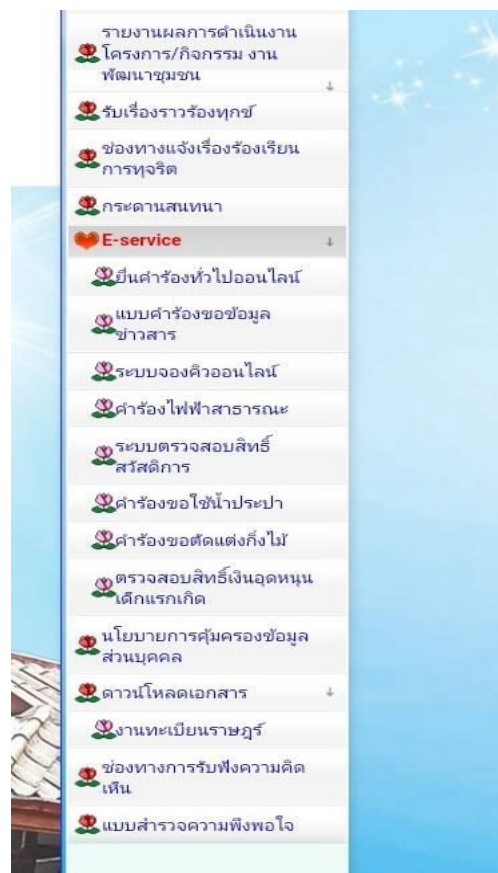 รายงานผลการดำเนินงาน
โครงการ/กิจกรรม งาน
พัฒนาชุมชน
รับเรื่องราวร้องทุกข์
ช่องทางแจ้งเรื่องร้องเรียน
การทุจริต
กระดานสนทนา
E-service
ยื่นคำร้องทั่วไปออนไลน์
แบบคำร้องขอข้อมูล
ข่าวสาร
ระบบจองคิวออนไลน์
คำร้องไฟฟ้าสาธารณะ
ระบบตรวจสอบสิทธิ์
สวัสดิการ
คำร้องขอใช้น้ำประปา
คำร้องขอตัดแต่งกิ่งไม้
ตรวจสอบสิทธิ์เงินอุดหนุน
เด็กแรกเกิด
นโยบายการคุ้มครองข้อมูล
ส่วนบุคคล
ดาวน์โหลดเอกสาร
งานทะเบียนราษฎร์
ช่องทางการรับฟังความคิด
เห็น
แบบสำรวจความพึงพอใจ